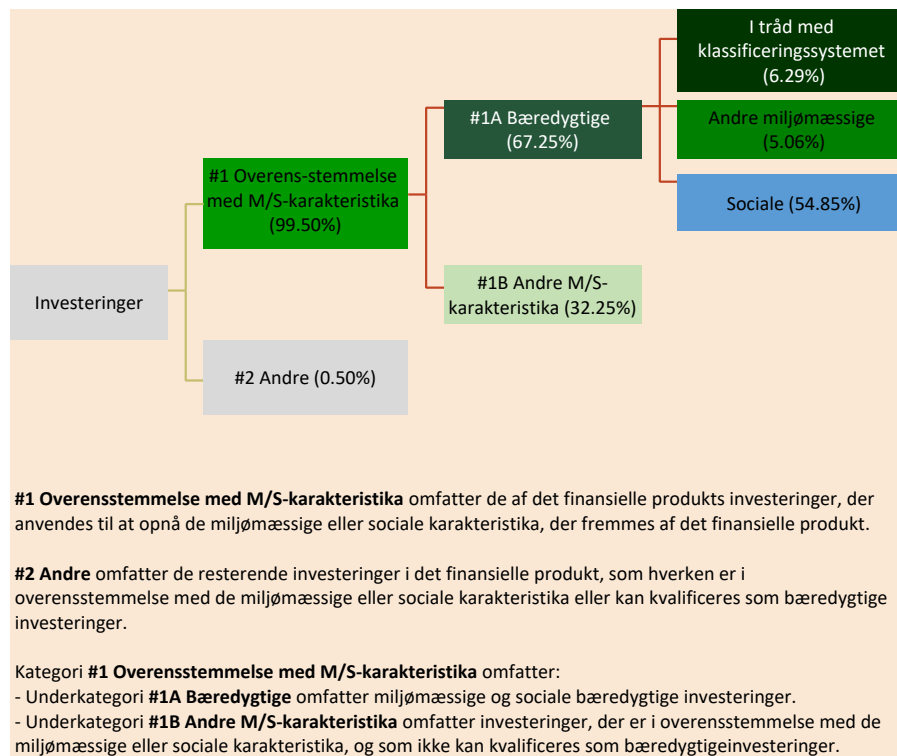 I tråd med
klassificeringssystemet
(6.29%)
#1A Bæredygtige
(67.25%)
Andre miljømæssige
(5.06%)
#1 Overens-stemmelse
med M/S-karakteristika
(99.50%)
Sociale (54.85%)
Investeringer
#1B Andre M/S-
karakteristika (32.25%)
#2 Andre (0.50%)
#1 Overensstemmelse med M/S-karakteristika omfatter de af det finansielle produkts investeringer, der
anvendes til at opnå de miljømæssige eller sociale karakteristika, der fremmes af det finansielle produkt.
#2 Andre omfatter de resterende investeringer i det finansielle produkt, som hverken er i
overensstemmelse med de miljømæssige eller sociale karakteristika eller kan kvalificeres som bæredygtige
investeringer.
Kategori #1 Overensstemmelse med M/S-karakteristika omfatter:
- Underkategori #1A Bæredygtige omfatter miljømæssige og sociale bæredygtige investeringer.
- Underkategori #1B Andre M/S-karakteristika omfatter investeringer, der er i overensstemmelse med de
miljømæssige eller sociale karakteristika, og som ikke kan kvalificeres som bæredygtigeinvesteringer.